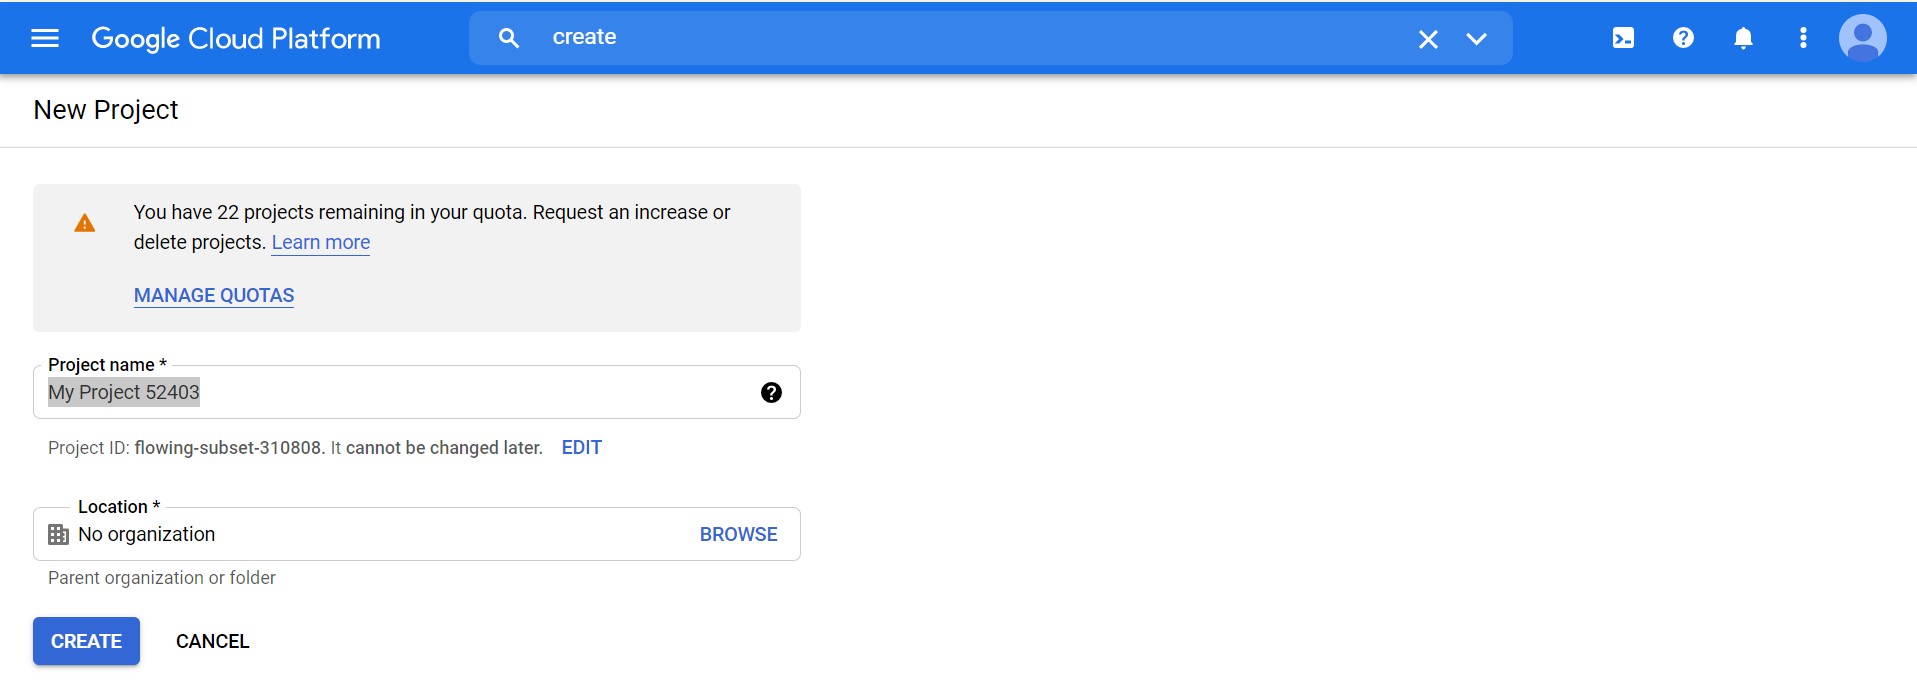 Google Cloud Platform
create
New Project
You have 22 projects remaining in your quota. Request an increase or
delete projects. Learn more
MANAGE QUOTAS
Project name *
My Project 52403
Project ID: flowing-subset-310808. It cannot be changed later. EDIT
Location *
No organization BROWSE
Parent organization or folder
CREATE CANCEL